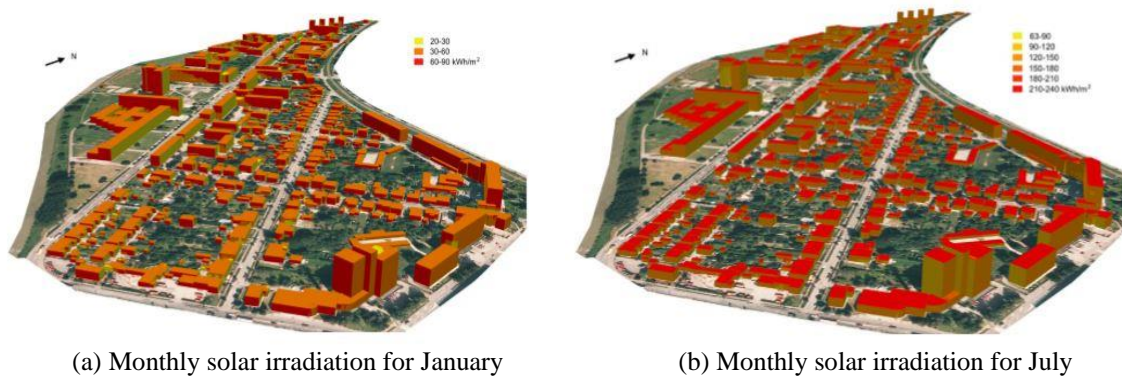 N
20-30
30-60
60-90 kWh/m²
N
63-90
90-120
120-150
150-180
180-210
210-240 kWh/m²
(a) Monthly solar irradiation for January
(b) Monthly solar irradiation for July